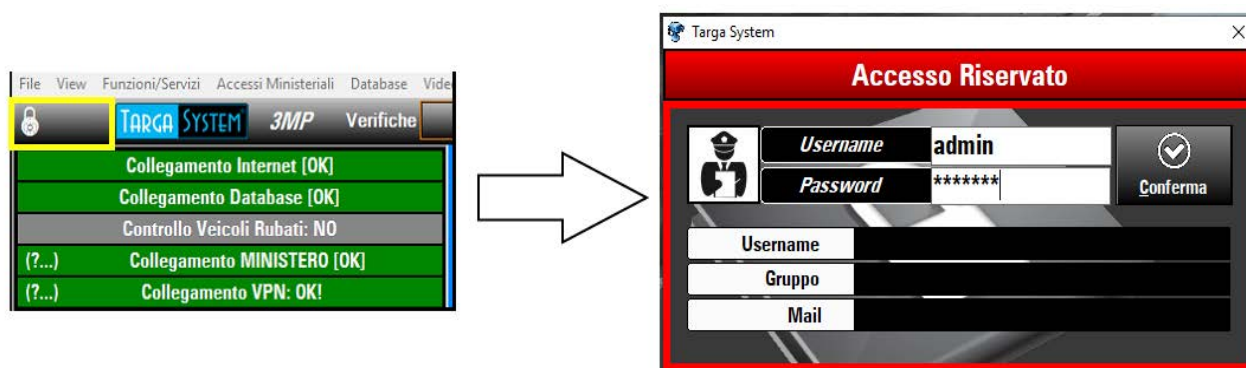 File View Funzioni/Servizi Accessi Ministeriali Database
TARGA SYSTEM 3MP Verifiche
Collegamento Internet [OK]
Collegamento Database [OK]
Controllo Veicoli Rubati: NO
(?...) Collegamento MINISTERO [OK]
(?...) Collegamento VPN: OK!
Targa System
Accesso Riservato
Username admin
Password *******
Conferma
Username
Gruppo
Mail